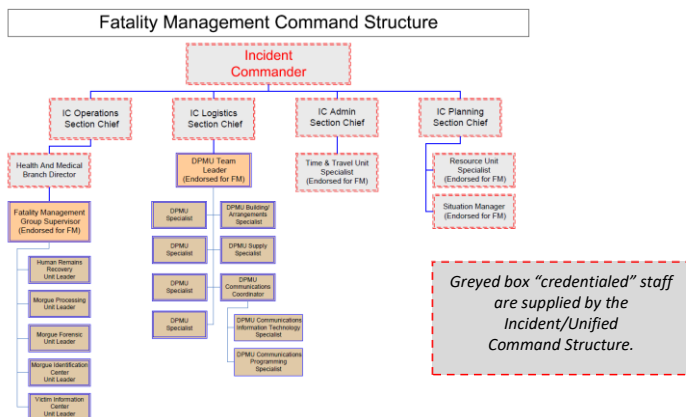 Fatality Management Command Structure
Incident
Commander
IC Operations
Section Chief
IC Logistics
Section Chief
IC Admin
Section Chief
IC Planning
Section Chief
Health And Medical
Branch Director
DPMU Team
Leader
(Endorsed for FM)
Time & Travel Unit
Specialist
(Endorsed for FM)
Resource Unit
Specialist
(Endorsed for FM)
Situation Manager
(Endorsed for FM)
Fatality Management
Group Supervisor
(Endorsed for FM)
Human Remains
Recovery
Unit Leader
Morgue Processing
Unit Leader
Morgue Forensic
Unit Leader
Morgue Identification
Center
Unit Leader
Victim Information
Center
Unit Leader
DPMU
Specialist
DPMU Building/
Arrangements
Specialist
DPMU
Specialist
DPMU Supply
Specialist
DPMU
Specialist
DPMU
Communications
Coordinator
DPMU
Specialist
DPMU Communications
Information Technology
Specialist
DPMU Communications
Programming
Specialist
Greyed box “credentialed” staff
are supplied by the
Incident/Unified
Command Structure.